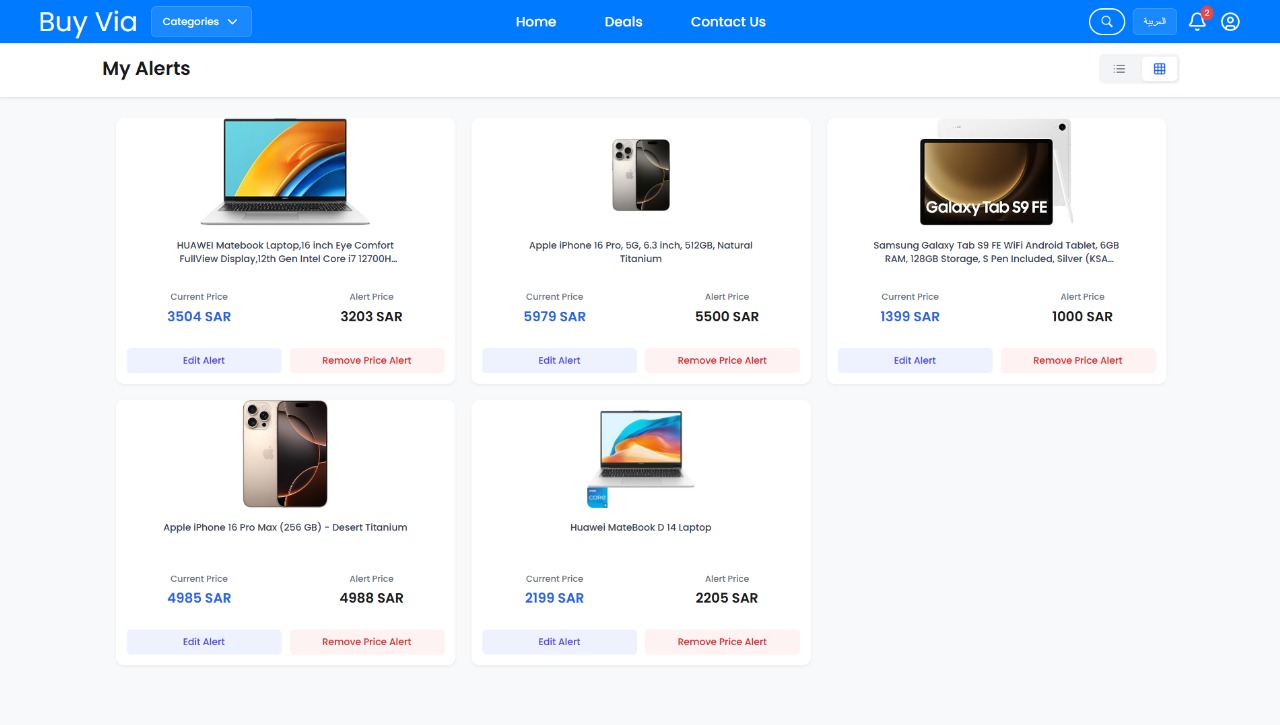 Buy Via
Categories
Home
Deals
Contact Us
العربية
2
My Alerts
HUAWEI Matebook Laptop,16 inch Eye Comfort
FullView Display,12th Gen Intel Core i7 12700H...
Current Price
Alert Price
3504 SAR
3203 SAR
Edit Alert
Remove Price Alert
Apple iPhone 16 Pro, 5G, 6.3 inch, 512GB, Natural
Titanium
Current Price
Alert Price
5979 SAR
5500 SAR
Edit Alert
Remove Price Alert
Galaxy Tab S9 FE
Samsung Galaxy Tab S9 FE WiFi Android Tablet, 6GB
RAM, 128GB Storage, S Pen Included, Silver (KSA...
Current Price
Alert Price
1399 SAR
1000 SAR
Edit Alert
Remove Price Alert
Apple iPhone 16 Pro Max (256 GB) - Desert Titanium
Current Price
Alert Price
4985 SAR
4988 SAR
Edit Alert
Remove Price Alert
CORE
Huawei MateBook D 14 Laptop
Current Price
Alert Price
2199 SAR
2205 SAR
Edit Alert
Remove Price Alert